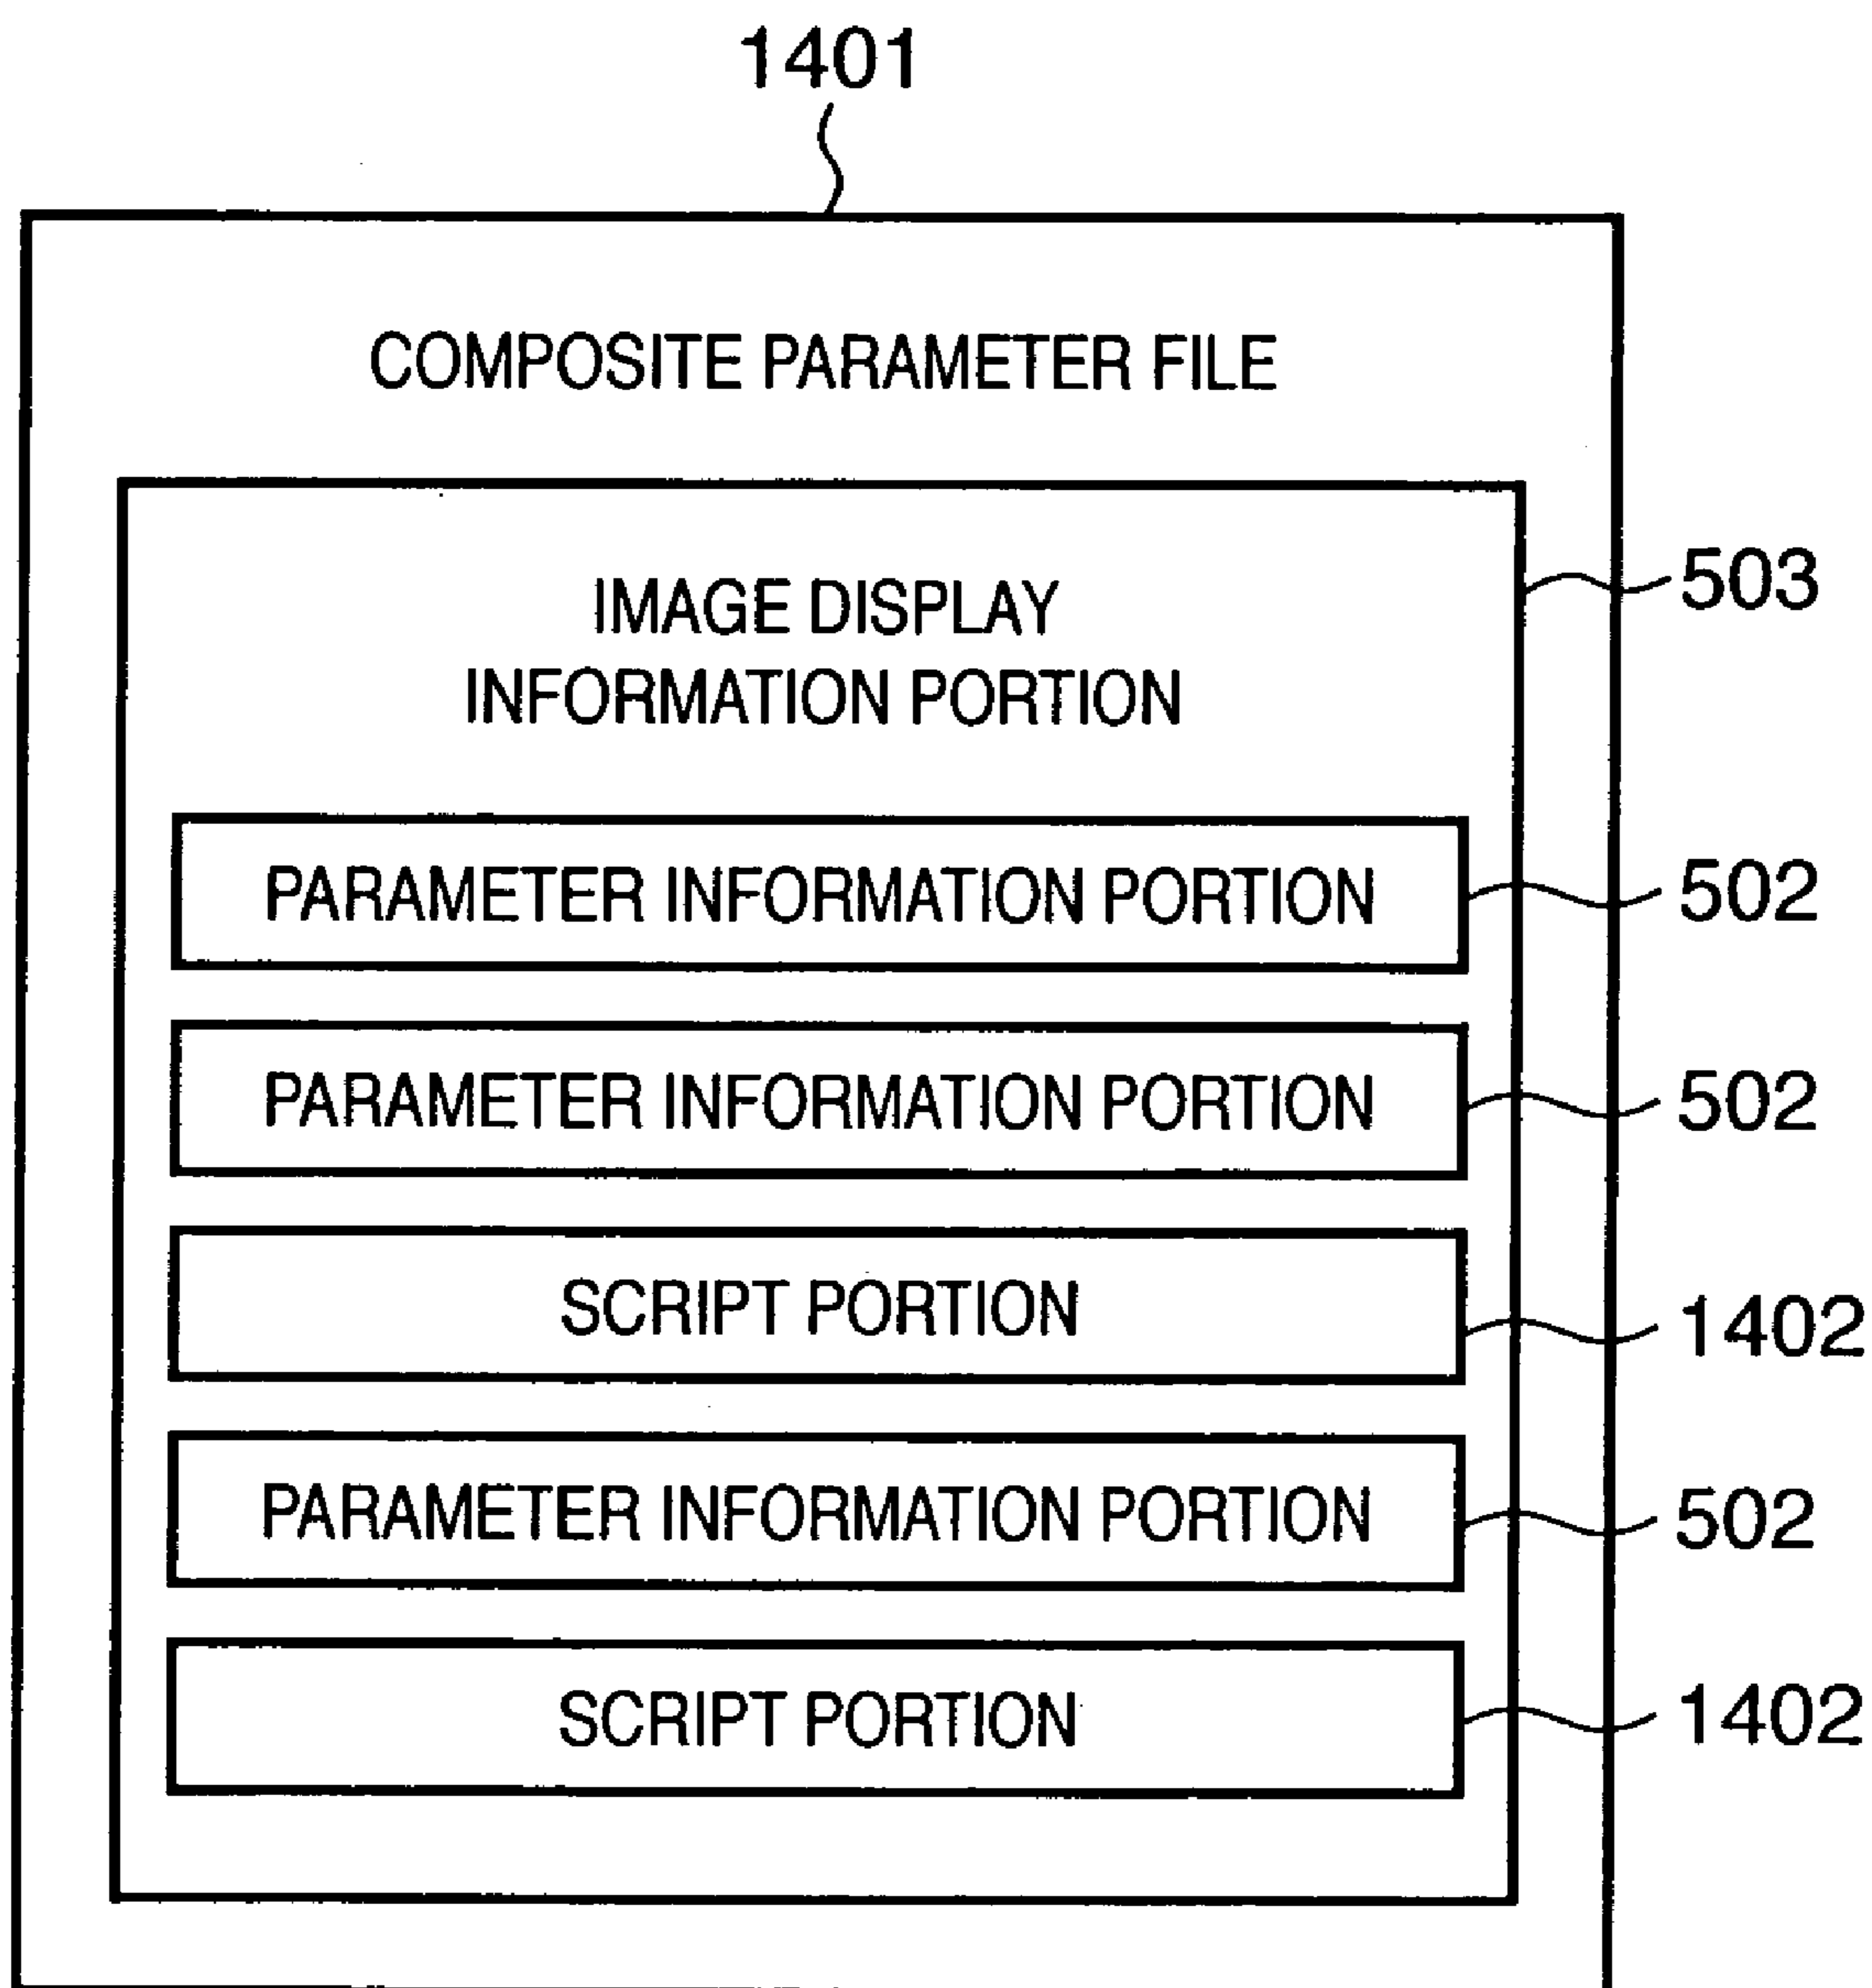 1401
COMPOSITE PARAMETER FILE
IMAGE DISPLAY
INFORMATION PORTION
503
PARAMETER INFORMATION PORTION
502
PARAMETER INFORMATION PORTION
502
SCRIPT PORTION
1402
PARAMETER INFORMATION PORTION
502
SCRIPT PORTION
1402